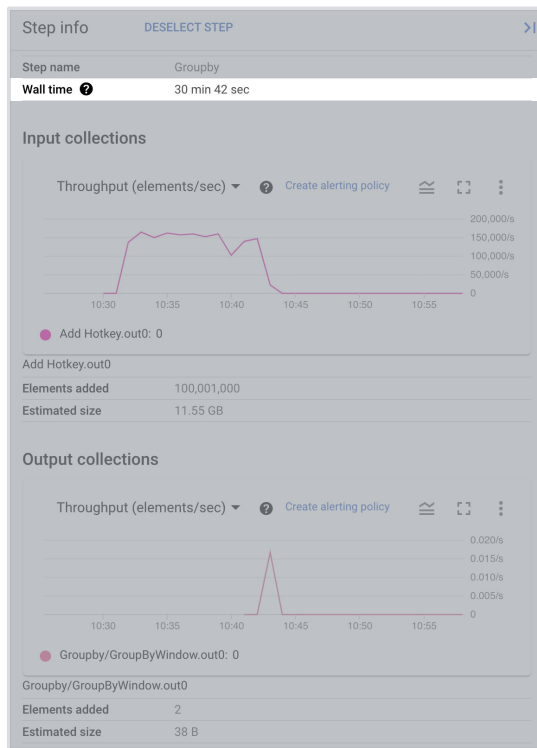 Step info DESELECT STEP
Step name Groupby
Wall time 30 min 42 sec
Input collections
Throughput (elements/sec) Create alerting policy
200,000/s
150,000/s
100,000/s
50,000/s
0
10:30 10:35 10:40 10:45 10:50 10:55
Add Hotkey.out0: 0
Add Hotkey.out0
Elements added 100,001,000
Estimated size 11.55 GB
Output collections
Throughput (elements/sec) Create alerting policy
0.020/s
0.015/s
0.010/s
0.005/s
0
10:30 10:35 10:40 10:45 10:50 10:55
Groupby/GroupByWindow.out0: 0
Groupby/GroupByWindow.out0
Elements added 2
Estimated size 38 B